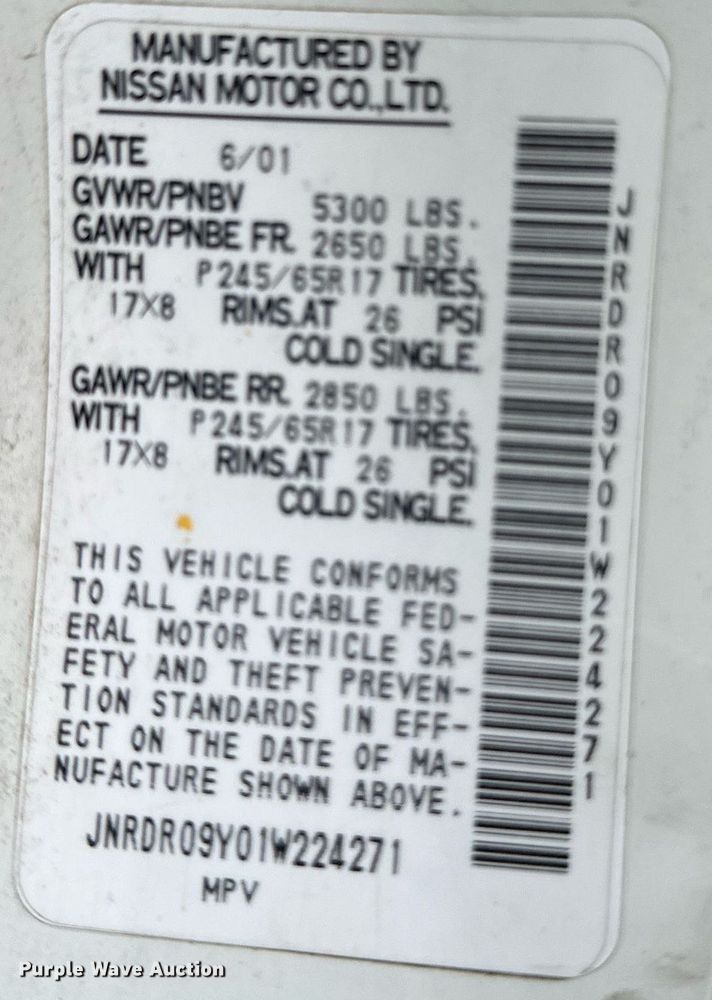 MANUFACTURED BY
NISSAN MOTOR CO.,LTD.
DATE 6/01
GVWR/PNBV 5300 LBS.
GAWR/PNBE FR. 2650 LBS.
WITH P245/65R17 TIRES,
17X8 RIMS.AT 26 PSI
COLD SINGLE.
GAWR/PNBE RR. 2850 LBS.
WITH P245/65R17 TIRES,
17X8 RIMS.AT 26 PSI
COLD SINGLE.
THIS VEHICLE CONFORMS
TO ALL APPLICABLE FED-
ERAL MOTOR VEHICLE SA-
FETY AND THEFT PREVEN-
TION STANDARDS IN EFF-
ECT ON THE DATE OF MA-
NUFACTURE SHOWN ABOVE.
JNRDR09Y01W224271
MPV
JNRDR09Y01W224271
Purple Wave Auction